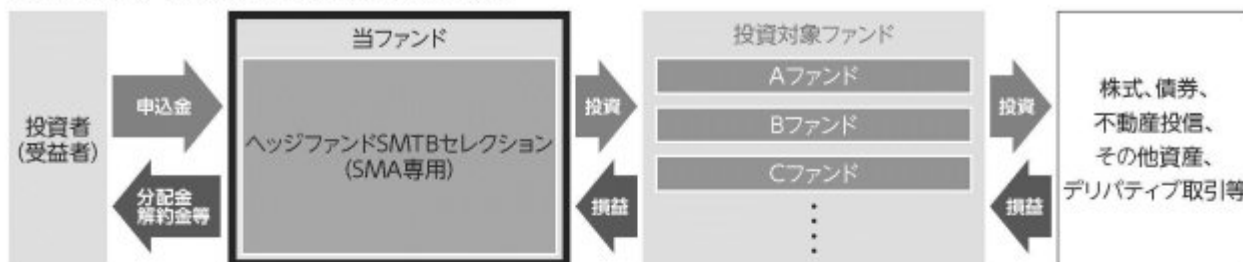 投資者
(受益者)
申込金
分配金
解約金等
当ファンド
ヘッジファンドSMTBセレクション
(SMA専用)
投資
損益
投資対象ファンド
Aファンド
Bファンド
Cファンド
投資
損益
株式、債券、
不動産投信、
その他資産、
デリバティブ取引等